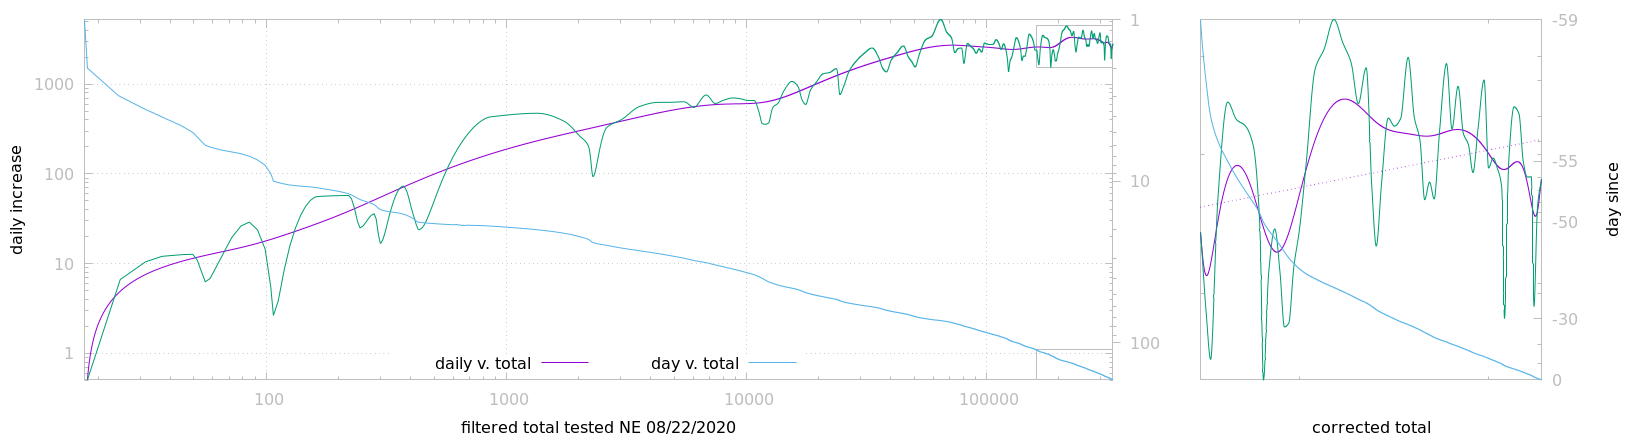 daily increase
1000
100
10
1
100
1000
10000
100000
1
10
100
daily v. total
day v. total
filtered total tested NE 08/22/2020
-59
-55
-50
-30
0
day since
corrected total